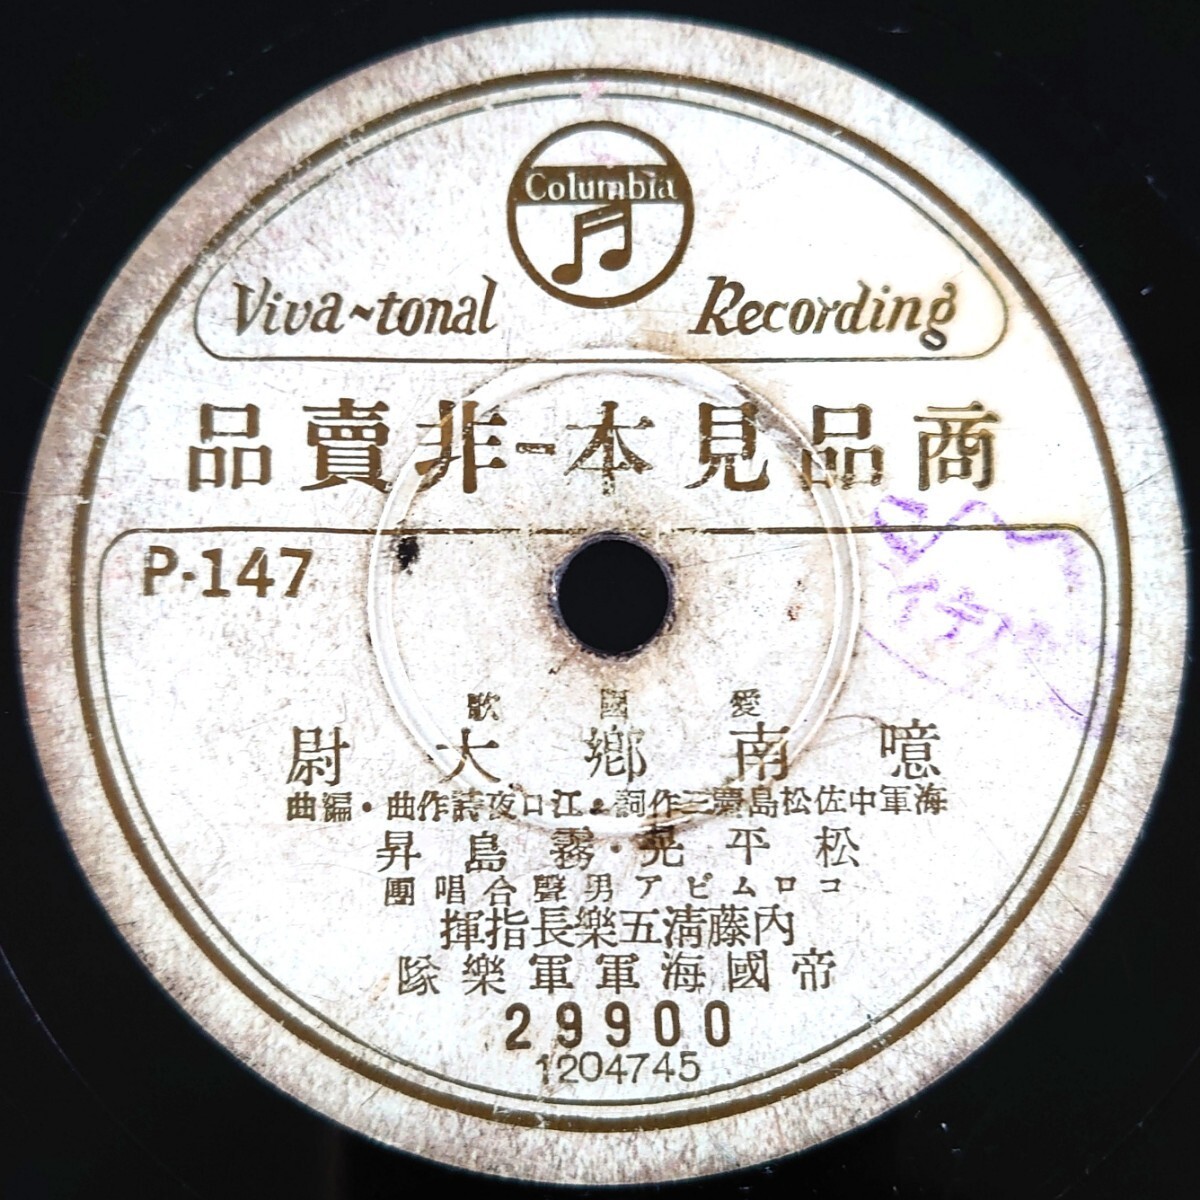 Columbia
Viva-tonal Recording
商品見本-非賣品
P-147
愛國歌
噫南鄉大尉
海軍中佐松島慶三作詞・江口夜詩作曲・編曲
松平晃・霧島昇
コロムビア男聲合唱團
内藤淸五樂長指揮
帝國海軍軍樂隊
29900
1204745